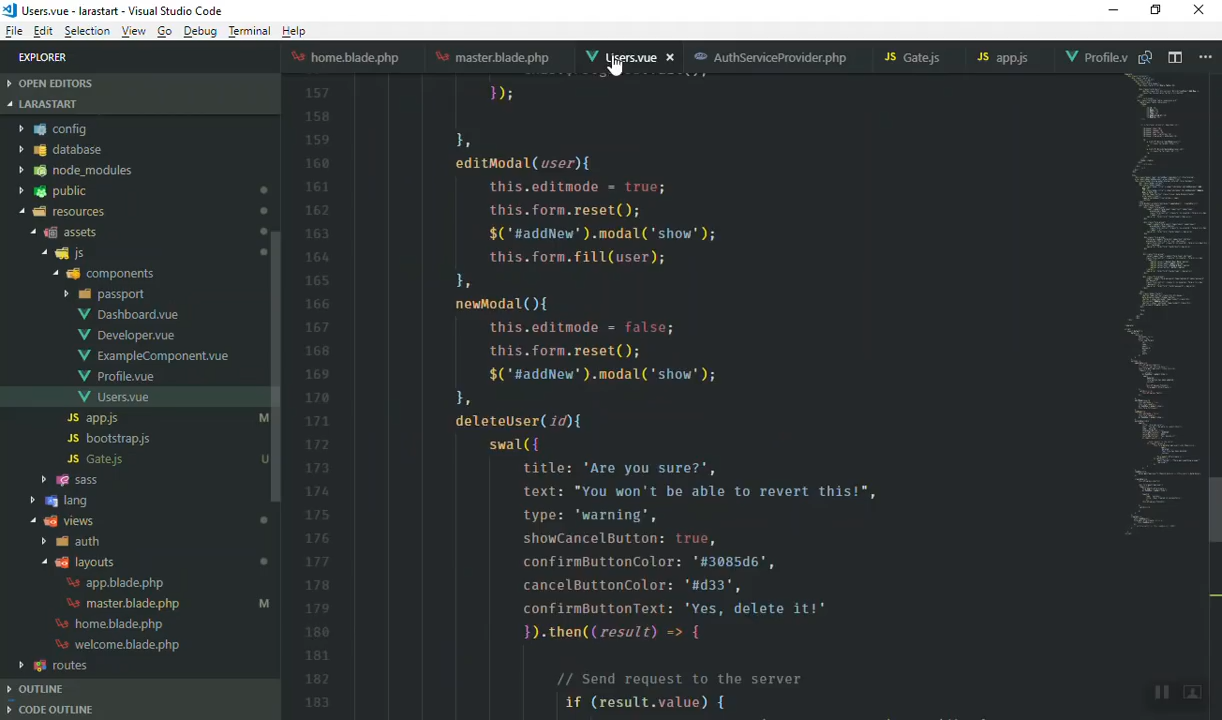 Users.vue - larastart - Visual Studio Code
File Edit Selection View Go Debug Terminal Help
EXPLORER
home.blade.php
master.blade.php
Users.vue
AuthServiceProvider.php
JS Gate.js
JS app.js
Profile.v
OPEN EDITORS
LARASTART
config
database
node_modules
public
resources
assets
js
components
passport
Dashboard.vue
Developer.vue
ExampleComponent.vue
Profile.vue
Users.vue
JS app.js M
JS bootstrap.js
JS Gate.js U
sass
lang
views
auth
layouts
app.blade.php
master.blade.php M
home.blade.php
welcome.blade.php
routes
OUTLINE
CODE OUTLINE
157 });
158
159 },
160 editModal(user){
161 this.editmode = true;
162 this.form.reset();
163 $('#addNew').modal('show');
164 this.form.fill(user);
165 },
166 newModal(){
167 this.editmode = false;
168 this.form.reset();
169 $('#addNew').modal('show');
170 },
171 deleteUser(id){
172 swal({
173 title: 'Are you sure?',
174 text: "You won't be able to revert this!",
175 type: 'warning',
176 showCancelButton: true,
177 confirmButtonColor: '#3085d6',
178 cancelButtonColor: '#d33',
179 confirmButtonText: 'Yes, delete it!'
180 }).then((result) => {
181
182 // Send request to the server
183 if (result.value) {